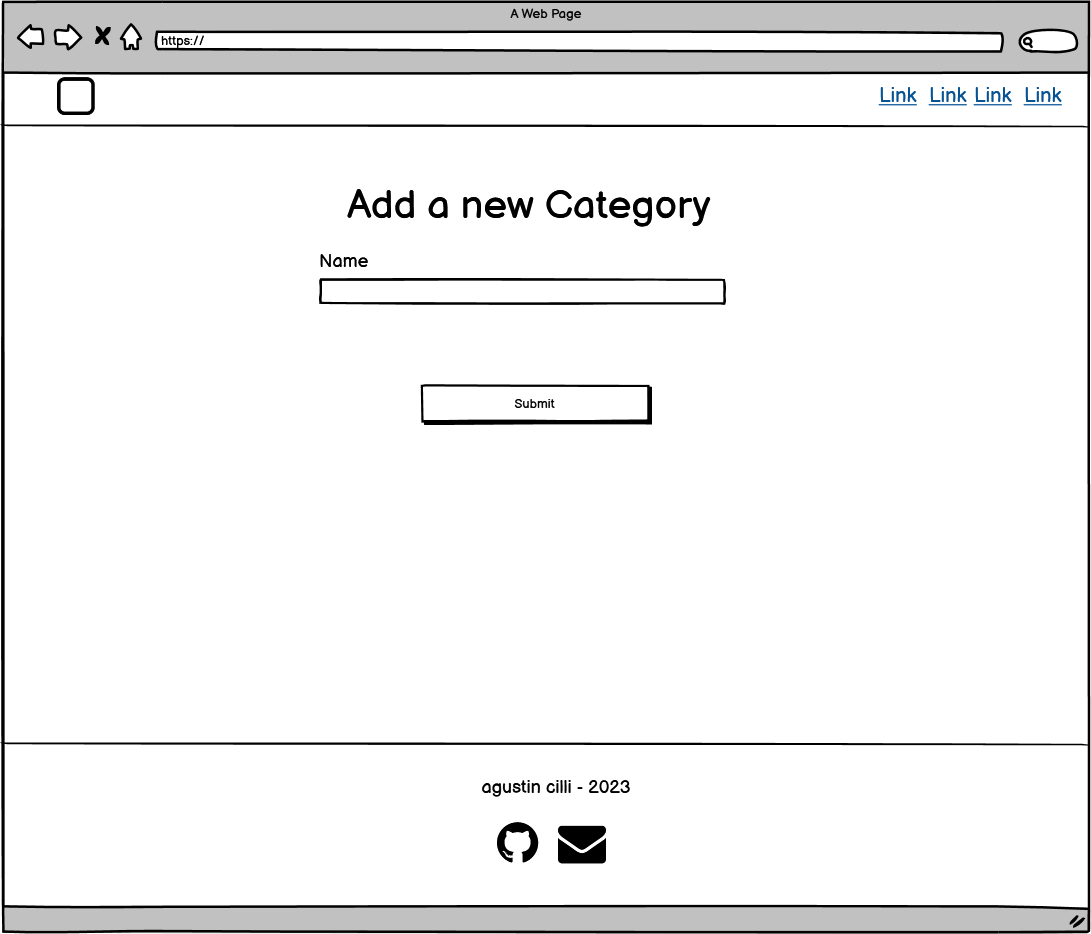 A Web Page
https://
Link Link Link Link
Add a new Category
Name
Submit
agustin cilli - 2023